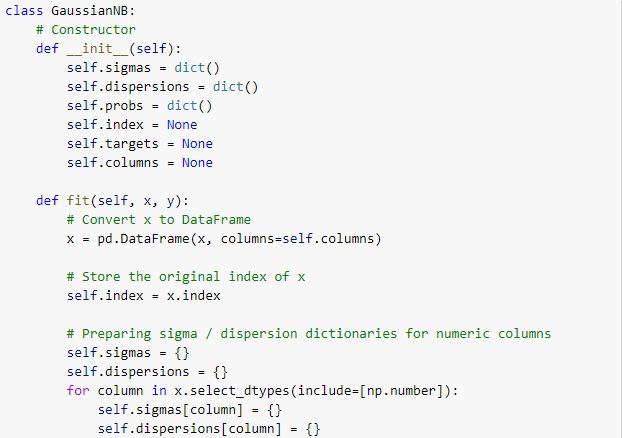 class GaussianNB:
    # Constructor
    def __init__(self):
        self.sigmas = dict()
        self.dispersions = dict()
        self.probs = dict()
        self.index = None
        self.targets = None
        self.columns = None

    def fit(self, x, y):
        # Convert x to DataFrame
        x = pd.DataFrame(x, columns=self.columns)

        # Store the original index of x
        self.index = x.index

        # Preparing sigma / dispersion dictionaries for numeric columns
        self.sigmas = {}
        self.dispersions = {}
        for column in x.select_dtypes(include=[np.number]):
            self.sigmas[column] = {}
            self.dispersions[column] = {}